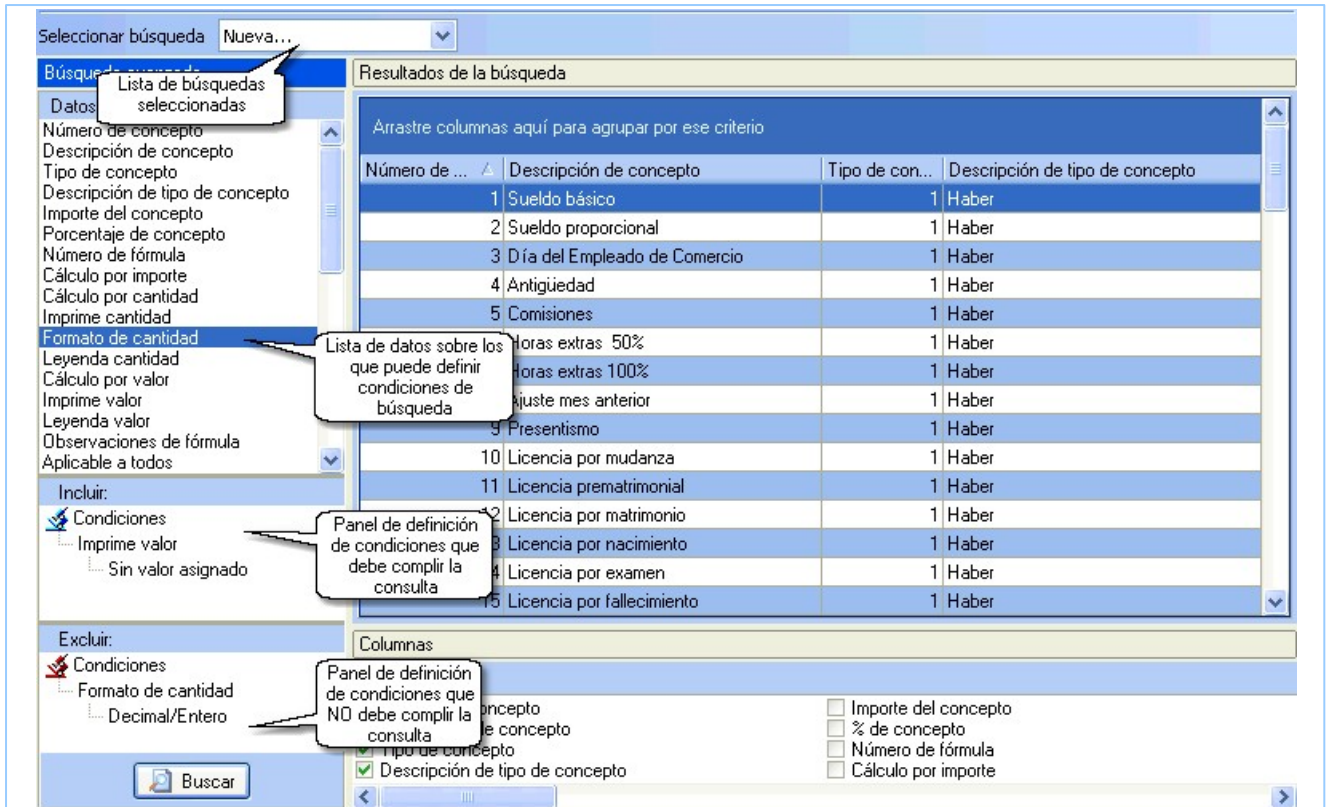 Seleccionar búsqueda Nueva...
Lista de búsquedas
seleccionadas
Resultados de la búsqueda
Datos
Número de concepto
Descripción de concepto
Tipo de concepto
Descripción de tipo de concepto
Importe del concepto
Porcentaje de concepto
Número de fórmula
Cálculo por importe
Cálculo por cantidad
Imprime cantidad
Formato de cantidad
Leyenda cantidad
Cálculo por valor
Imprime valor
Leyenda valor
Observaciones de fórmula
Aplicable a todos
Lista de datos sobre los
que puede definir
condiciones de
búsqueda
Incluir:
Condiciones
Imprime valor
Sin valor asignado
Panel de definición
de condiciones que
debe complir la
consulta
Excluir:
Condiciones
Formato de cantidad
Decimal/Entero
Panel de definición
de condiciones que
NO debe complir la
consulta
Buscar
Arrastre columnas aquí para agrupar por ese criterio
Número de ... Descripción de concepto Tipo de con... Descripción de tipo de concepto
1 Sueldo básico 1 Haber
2 Sueldo proporcional 1 Haber
3 Día del Empleado de Comercio 1 Haber
4 Antigüedad 1 Haber
5 Comisiones 1 Haber
Horas extras 50% 1 Haber
Horas extras 100% 1 Haber
Ajuste mes anterior 1 Haber
9 Presentismo 1 Haber
10 Licencia por mudanza 1 Haber
11 Licencia prematrimonial 1 Haber
12 Licencia por matrimonio 1 Haber
3 Licencia por nacimiento 1 Haber
4 Licencia por examen 1 Haber
15 Licencia por fallecimiento 1 Haber
Columnas
concepto Importe del concepto
de concepto % de concepto
Tipo de concepto Número de fórmula
Descripción de tipo de concepto Cálculo por importe